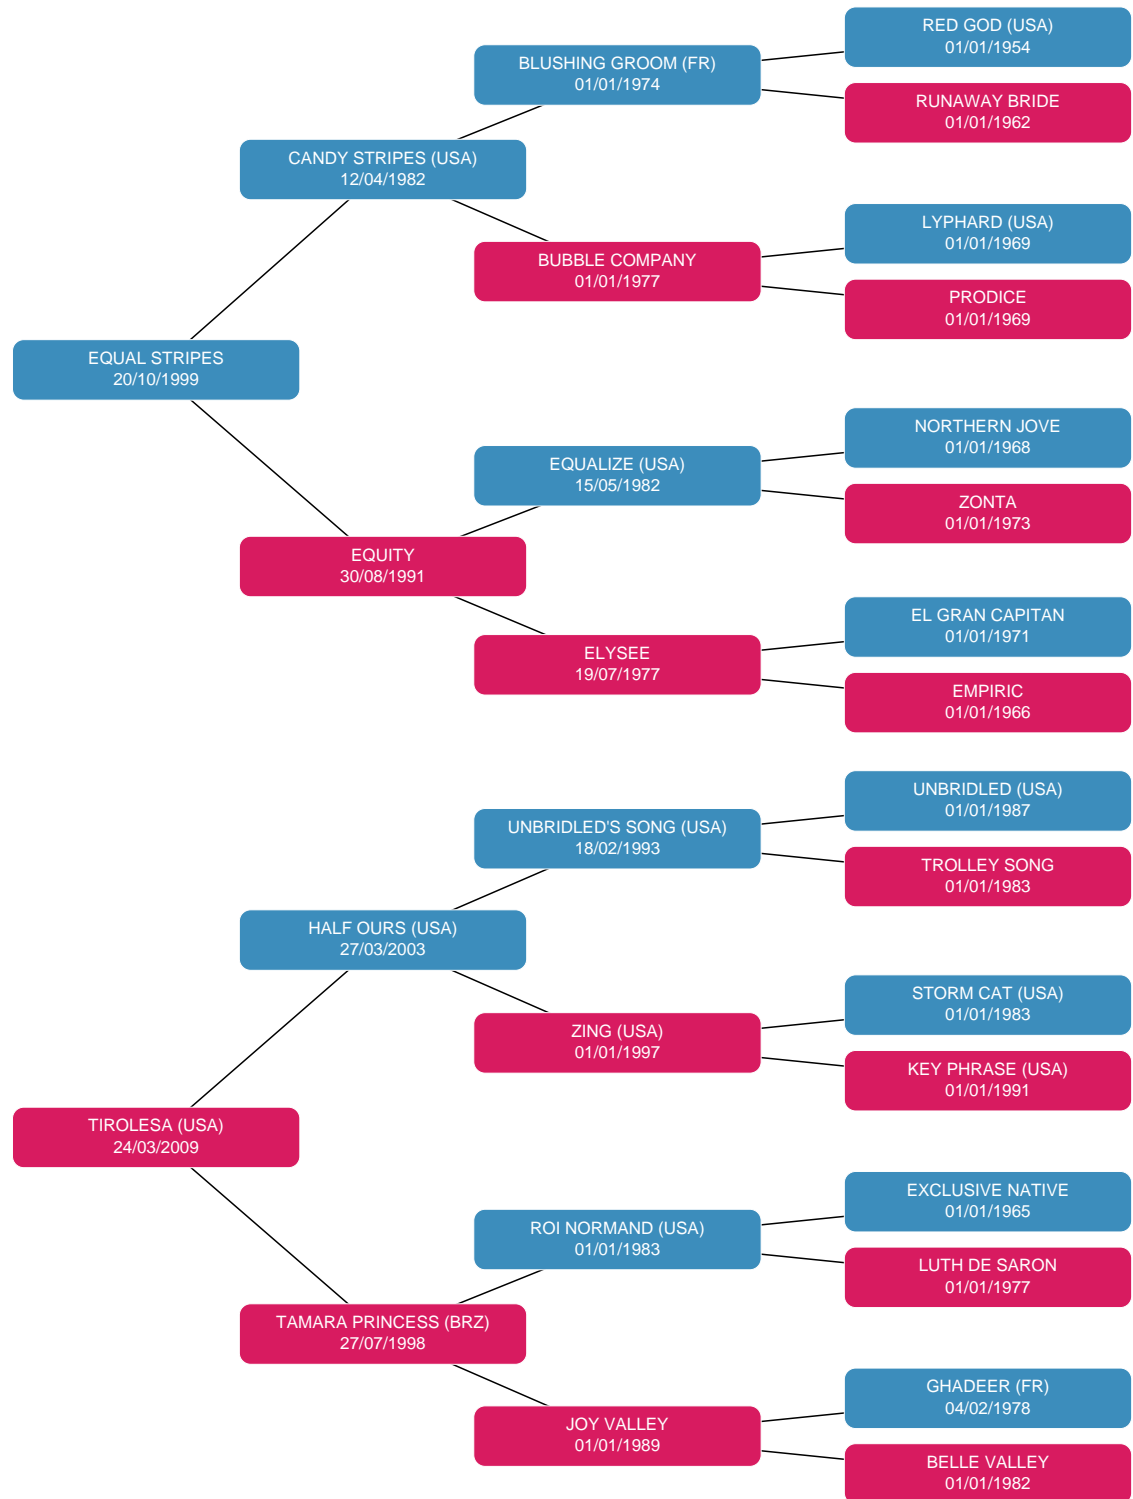 RED GOD (USA)
01/01/1954
BLUSHING GROOM (FR)
01/01/1974
RUNAWAY BRIDE
01/01/1962
CANDY STRIPES (USA)
12/04/1982
LYPHARD (USA)
01/01/1969
BUBBLE COMPANY
01/01/1977
PRODICE
01/01/1969
EQUAL STRIPES
20/10/1999
NORTHERN JOVE
01/01/1968
EQUALIZE (USA)
15/05/1982
ZONTA
01/01/1973
EQUITY
30/08/1991
EL GRAN CAPITAN
01/01/1971
ELYSEE
19/07/1977
EMPIRIC
01/01/1966
UNBRIDLED (USA)
01/01/1987
UNBRIDLED'S SONG (USA)
18/02/1993
TROLLEY SONG
01/01/1983
HALF OURS (USA)
27/03/2003
STORM CAT (USA)
01/01/1983
ZING (USA)
01/01/1997
KEY PHRASE (USA)
01/01/1991
TIROLESA (USA)
24/03/2009
EXCLUSIVE NATIVE
01/01/1965
ROI NORMAND (USA)
01/01/1983
LUTH DE SARON
01/01/1977
TAMARA PRINCESS (BRZ)
27/07/1998
GHADEER (FR)
04/02/1978
JOY VALLEY
01/01/1989
BELLE VALLEY
01/01/1982